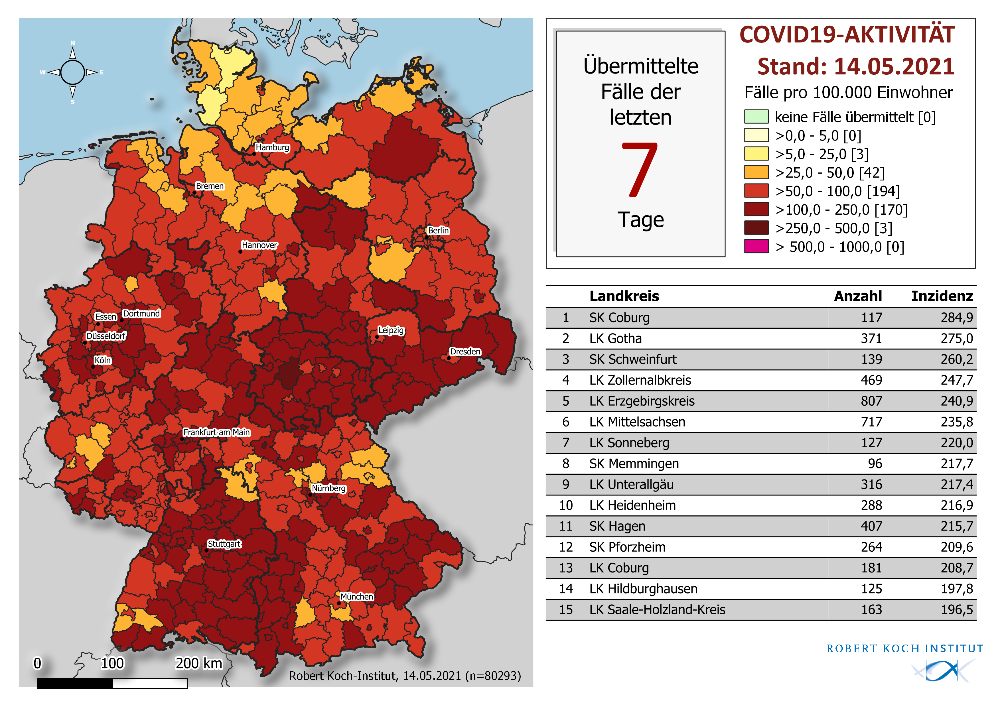 N
W
E
S
Hamburg
Bremen
Berlin
Hannover
Essen
Dortmund
Düsseldorf
Leipzig
Dresden
Köln
Frankfurt am Main
Nürnberg
Stuttgart
München
0 100 200 km
Robert Koch-Institut, 14.05.2021 (n=80293)
Übermittelte
Fälle der
letzten
7
Tage
COVID19-AKTIVITÄT
Stand: 14.05.2021
Fälle pro 100.000 Einwohner
keine Fälle übermittelt [0]
>0,0 - 5,0 [0]
>5,0 - 25,0 [3]
>25,0 - 50,0 [42]
>50,0 - 100,0 [194]
>100,0 - 250,0 [170]
>250,0 - 500,0 [3]
> 500,0 - 1000,0 [0]
Landkreis Anzahl Inzidenz
1 SK Coburg 117 284,9
2 LK Gotha 371 275,0
3 SK Schweinfurt 139 260,2
4 LK Zollernalbkreis 469 247,7
5 LK Erzgebirgskreis 807 240,9
6 LK Mittelsachsen 717 235,8
7 LK Sonneberg 127 220,0
8 SK Memmingen 96 217,7
9 LK Unterallgäu 316 217,4
10 LK Heidenheim 288 216,9
11 SK Hagen 407 215,7
12 SK Pforzheim 264 209,6
13 LK Coburg 181 208,7
14 LK Hildburghausen 125 197,8
15 LK Saale-Holzland-Kreis 163 196,5
ROBERT KOCH INSTITUT